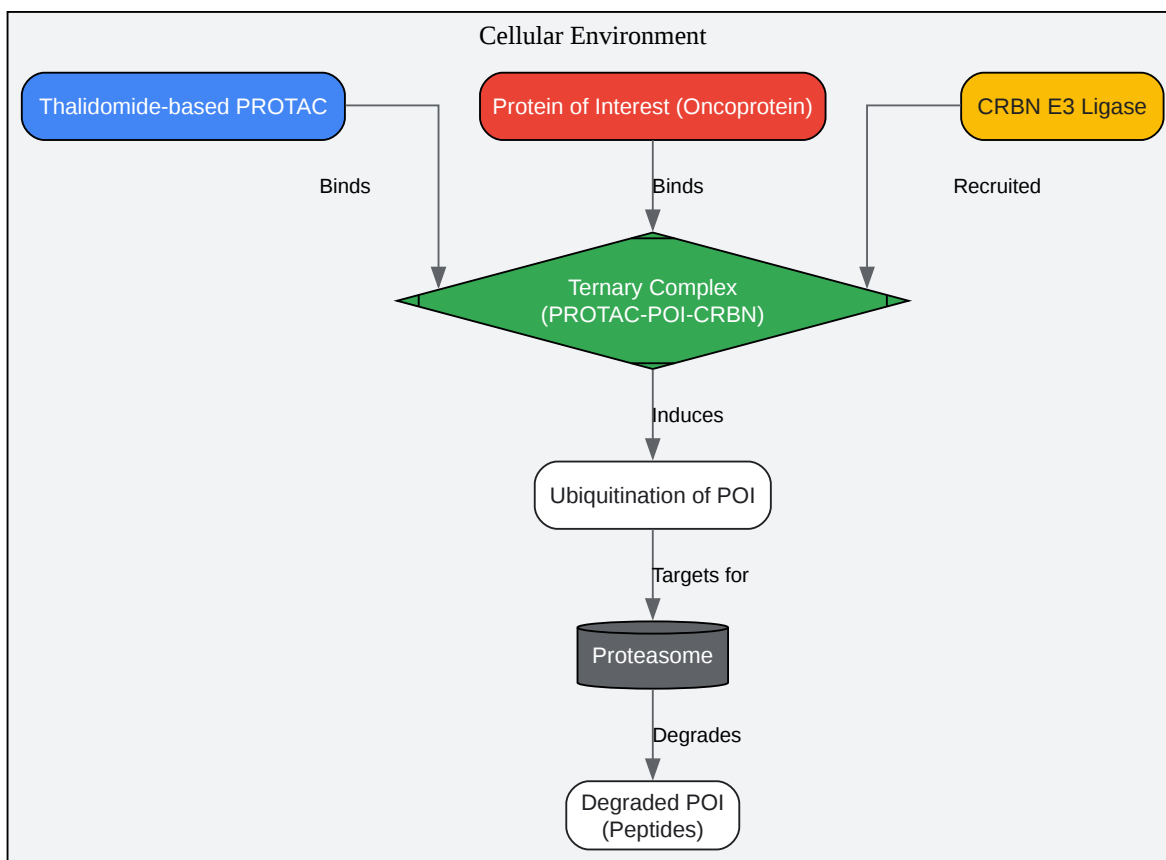 Cellular Environment
Thalidomide-based PROTAC
Protein of Interest (Oncoprotein)
CRBN E3 Ligase
Binds
Binds
Recruited
Ternary Complex
(PROTAC-POI-CRBN)
Induces
Ubiquitination of POI
Targets for
Proteasome
Degrades
Degraded POI
(Peptides)